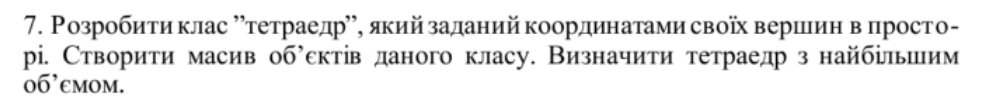 7. Розробити клас ”тетраедр”, який заданий координатами своїх вершин в просто-
рі. Створити масив об’єктів даного класу. Визначити тетраедр з найбільшим
об’ємом.